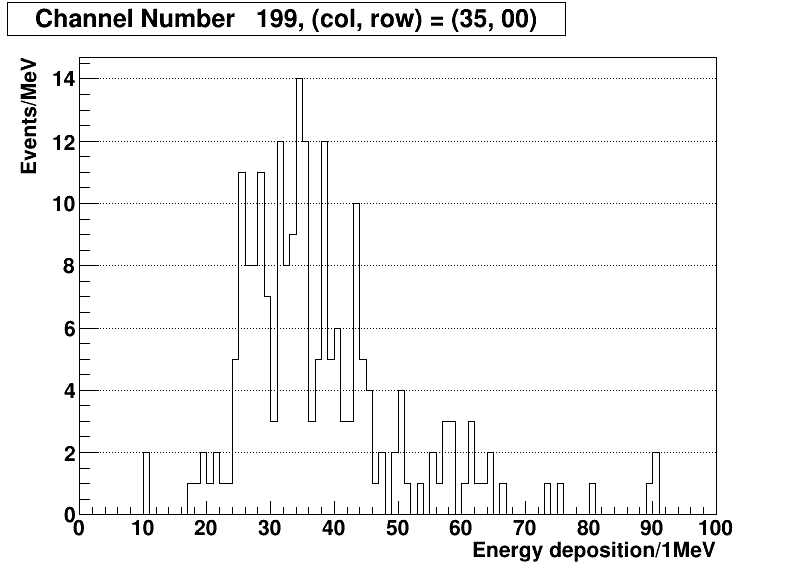 Channel Number 199, (col, row) = (35, 00)
Events/MeV
14
12
10
8
6
4
2
0
0 10 20 30 40 50 60 70 80 90 100
Energy deposition/1MeV